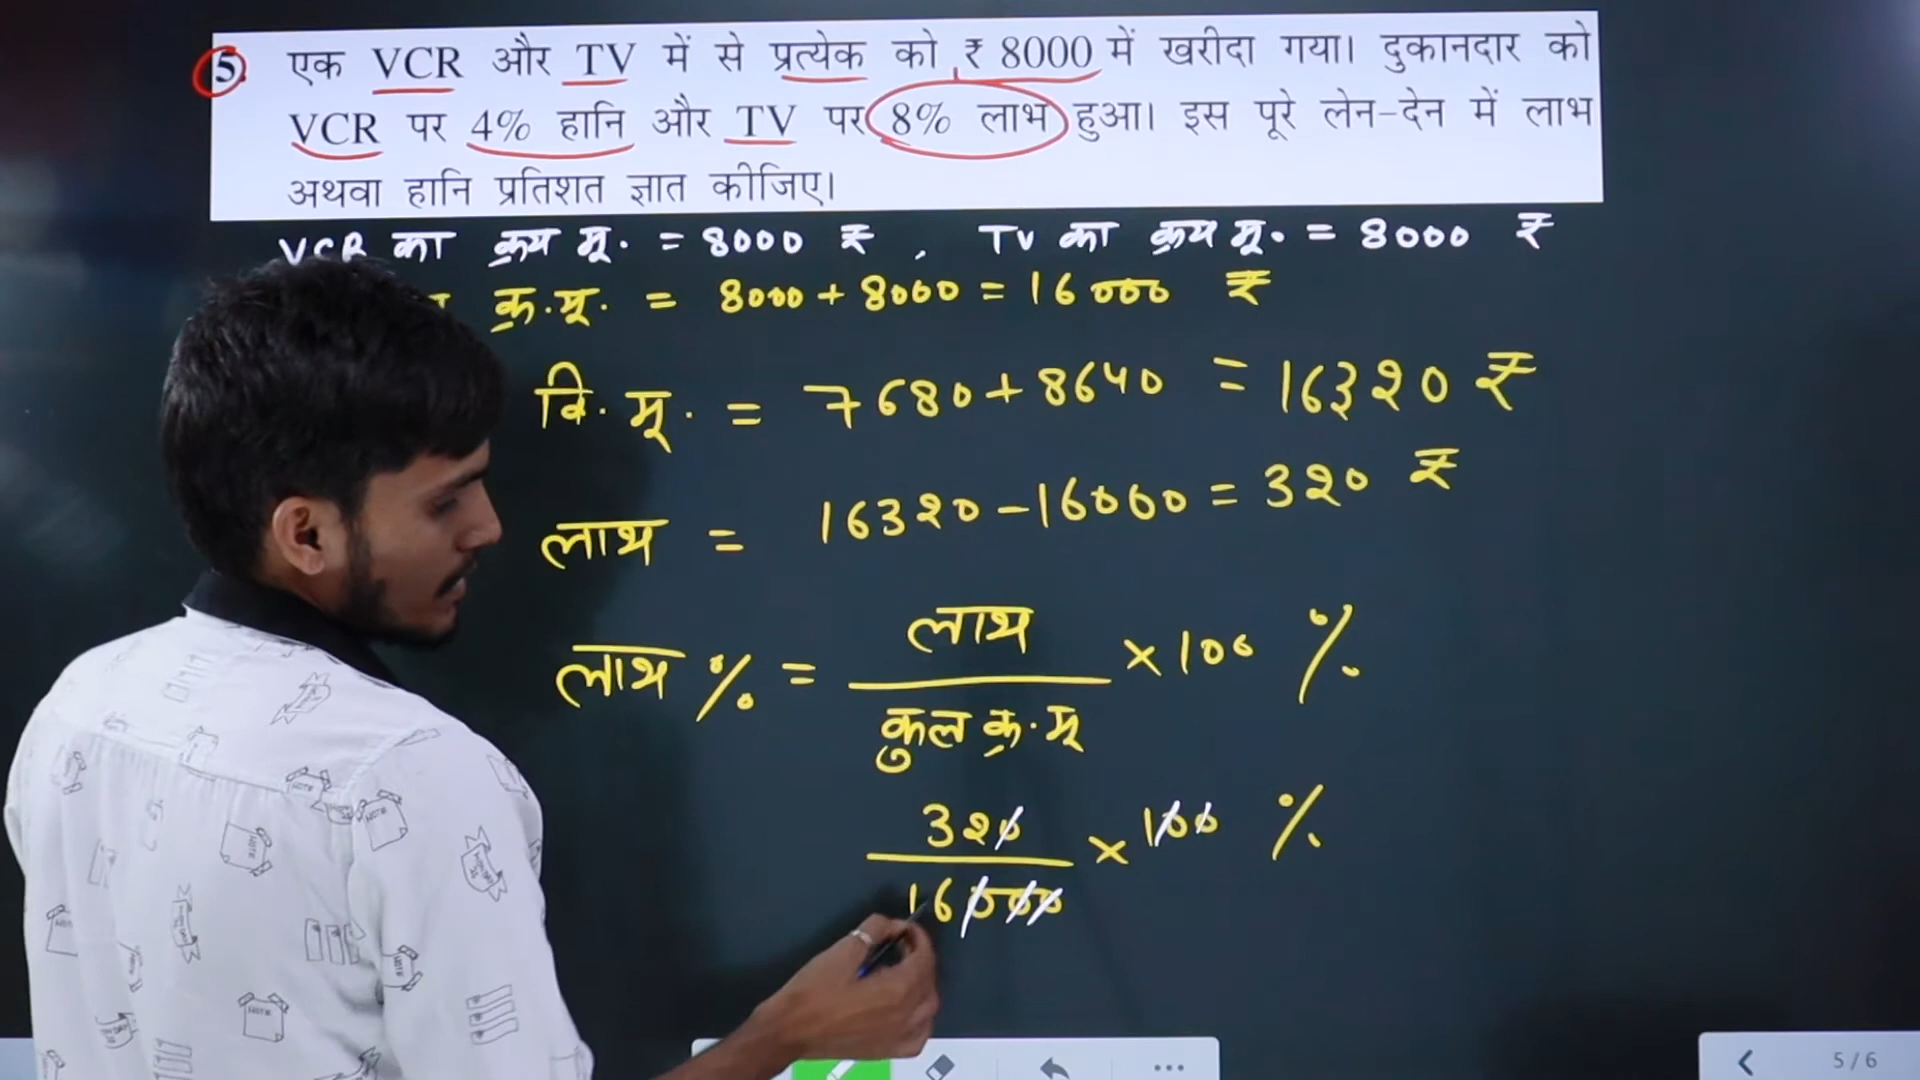 5. एक VCR और TV में से प्रत्येक को ₹ 8000 में खरीदा गया। दुकानदार को
VCR पर 4% हानि और TV पर 8% लाभ हुआ। इस पूरे लेन-देन में लाभ
अथवा हानि प्रतिशत ज्ञात कीजिए।
VCR का क्रय मू. = 8000 ₹ , TV का क्रय मू. = 8000 ₹
क्र.मू. = 8000 + 8000 = 16000 ₹
वि. मू. = 7680 + 8640 = 16320 ₹
लाभ = 16320 - 16000 = 320 ₹
लाभ % = लाभ / कुल क्र.मू × 100 %
320 / 16000 × 100 %
5 / 6